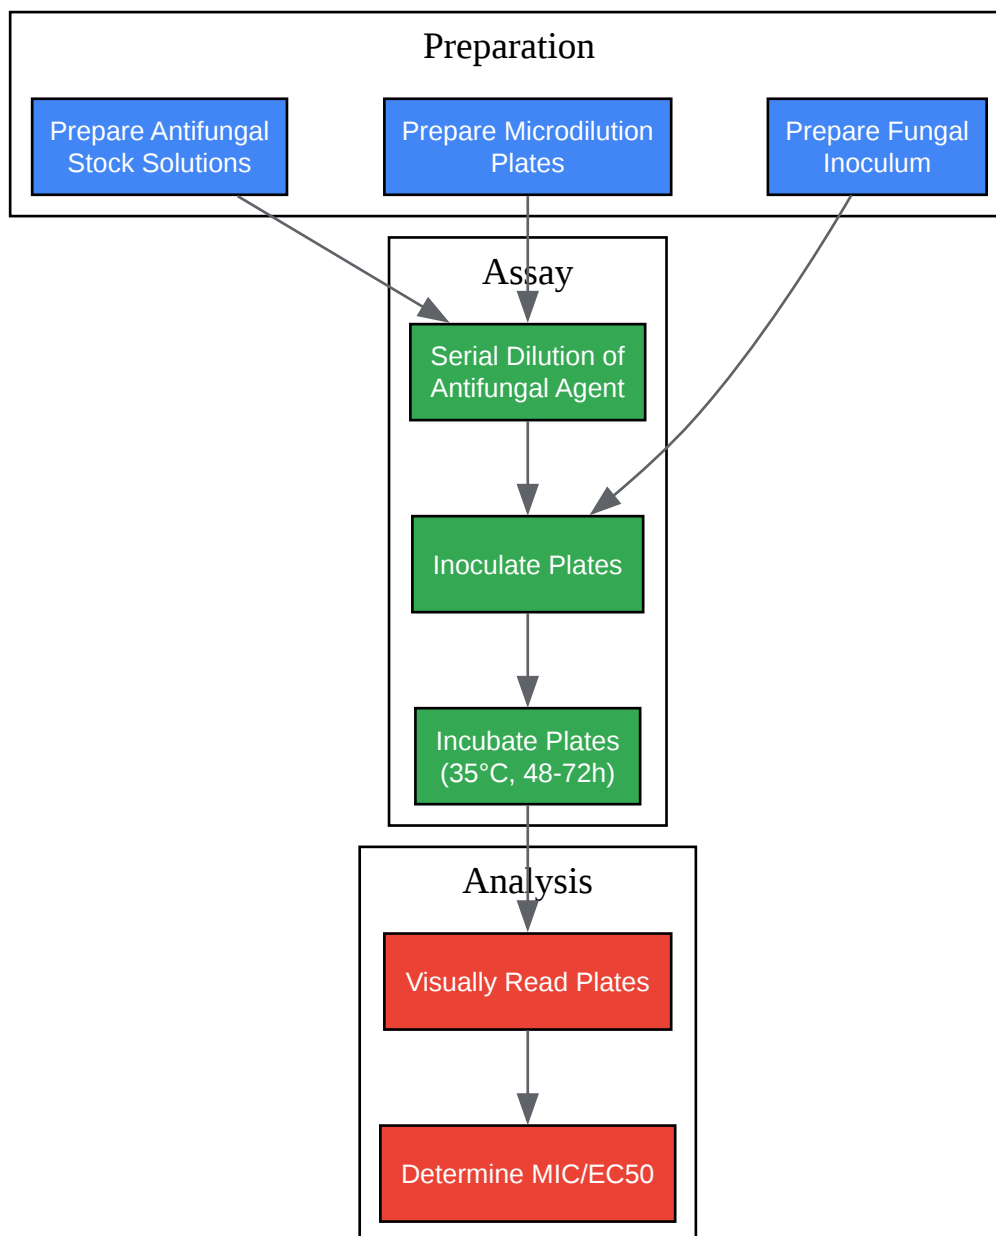 Preparation
Prepare Antifungal
Stock Solutions
Prepare Microdilution
Plates
Prepare Fungal
Inoculum
Assay
Serial Dilution of
Antifungal Agent
Inoculate Plates
Incubate Plates
(35°C, 48-72h)
Analysis
Visually Read Plates
Determine MIC/EC50